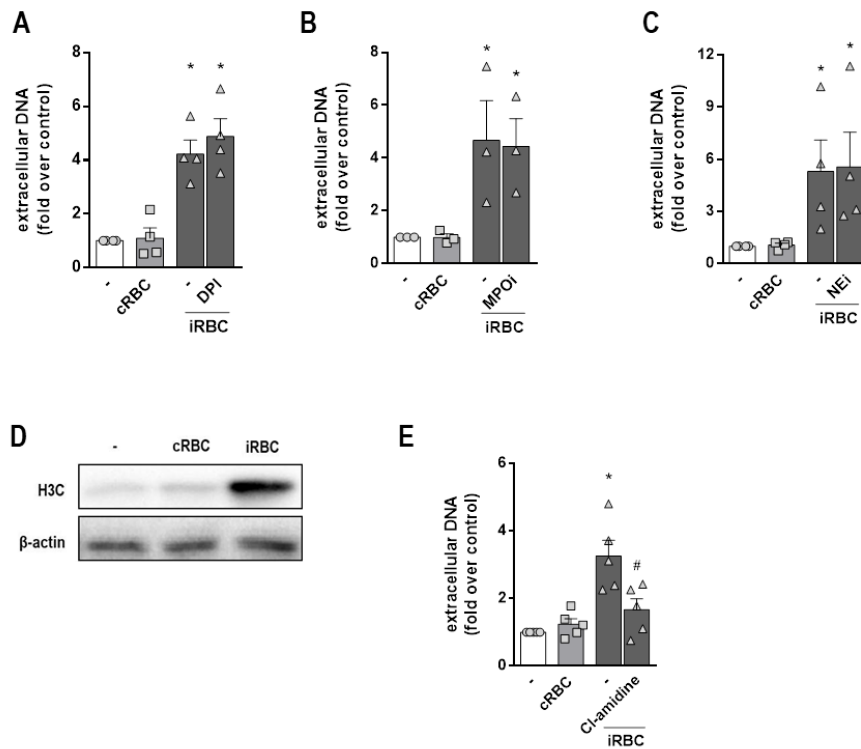 A
extracellular DNA
(fold over control)
8
6
4
2
0
* *
-
cRBC
-
DPI
iRBC
B
extracellular DNA
(fold over control)
8
6
4
2
0
* *
-
cRBC
-
MPOi
iRBC
C
extracellular DNA
(fold over control)
12
9
6
3
0
* *
-
cRBC
-
NEi
iRBC
D
- cRBC iRBC
H3C
β-actin
E
extracellular DNA
(fold over control)
6
4
2
0
*
#
-
cRBC
-
Cl-amidine
iRBC